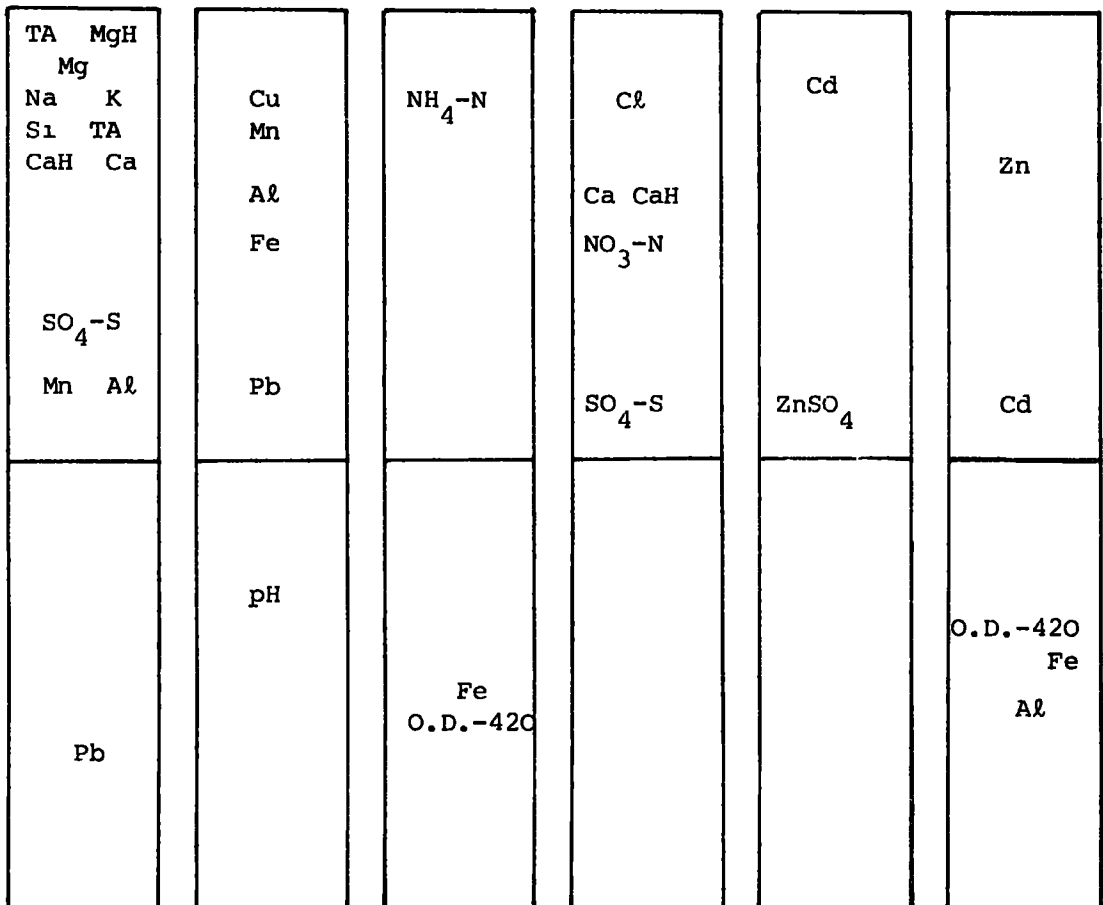 TA MgH
Mg
Na K
Sı TA
CaH Ca
SO4-S
Mn Aℓ
Pb
Cu
Mn
Aℓ
Fe
Pb
pH
NH4-N
Fe
O.D.-420
Cℓ
Ca CaH
NO3-N
SO4-S
Cd
ZnSO4
Zn
Cd
O.D.-420
Fe
Aℓ